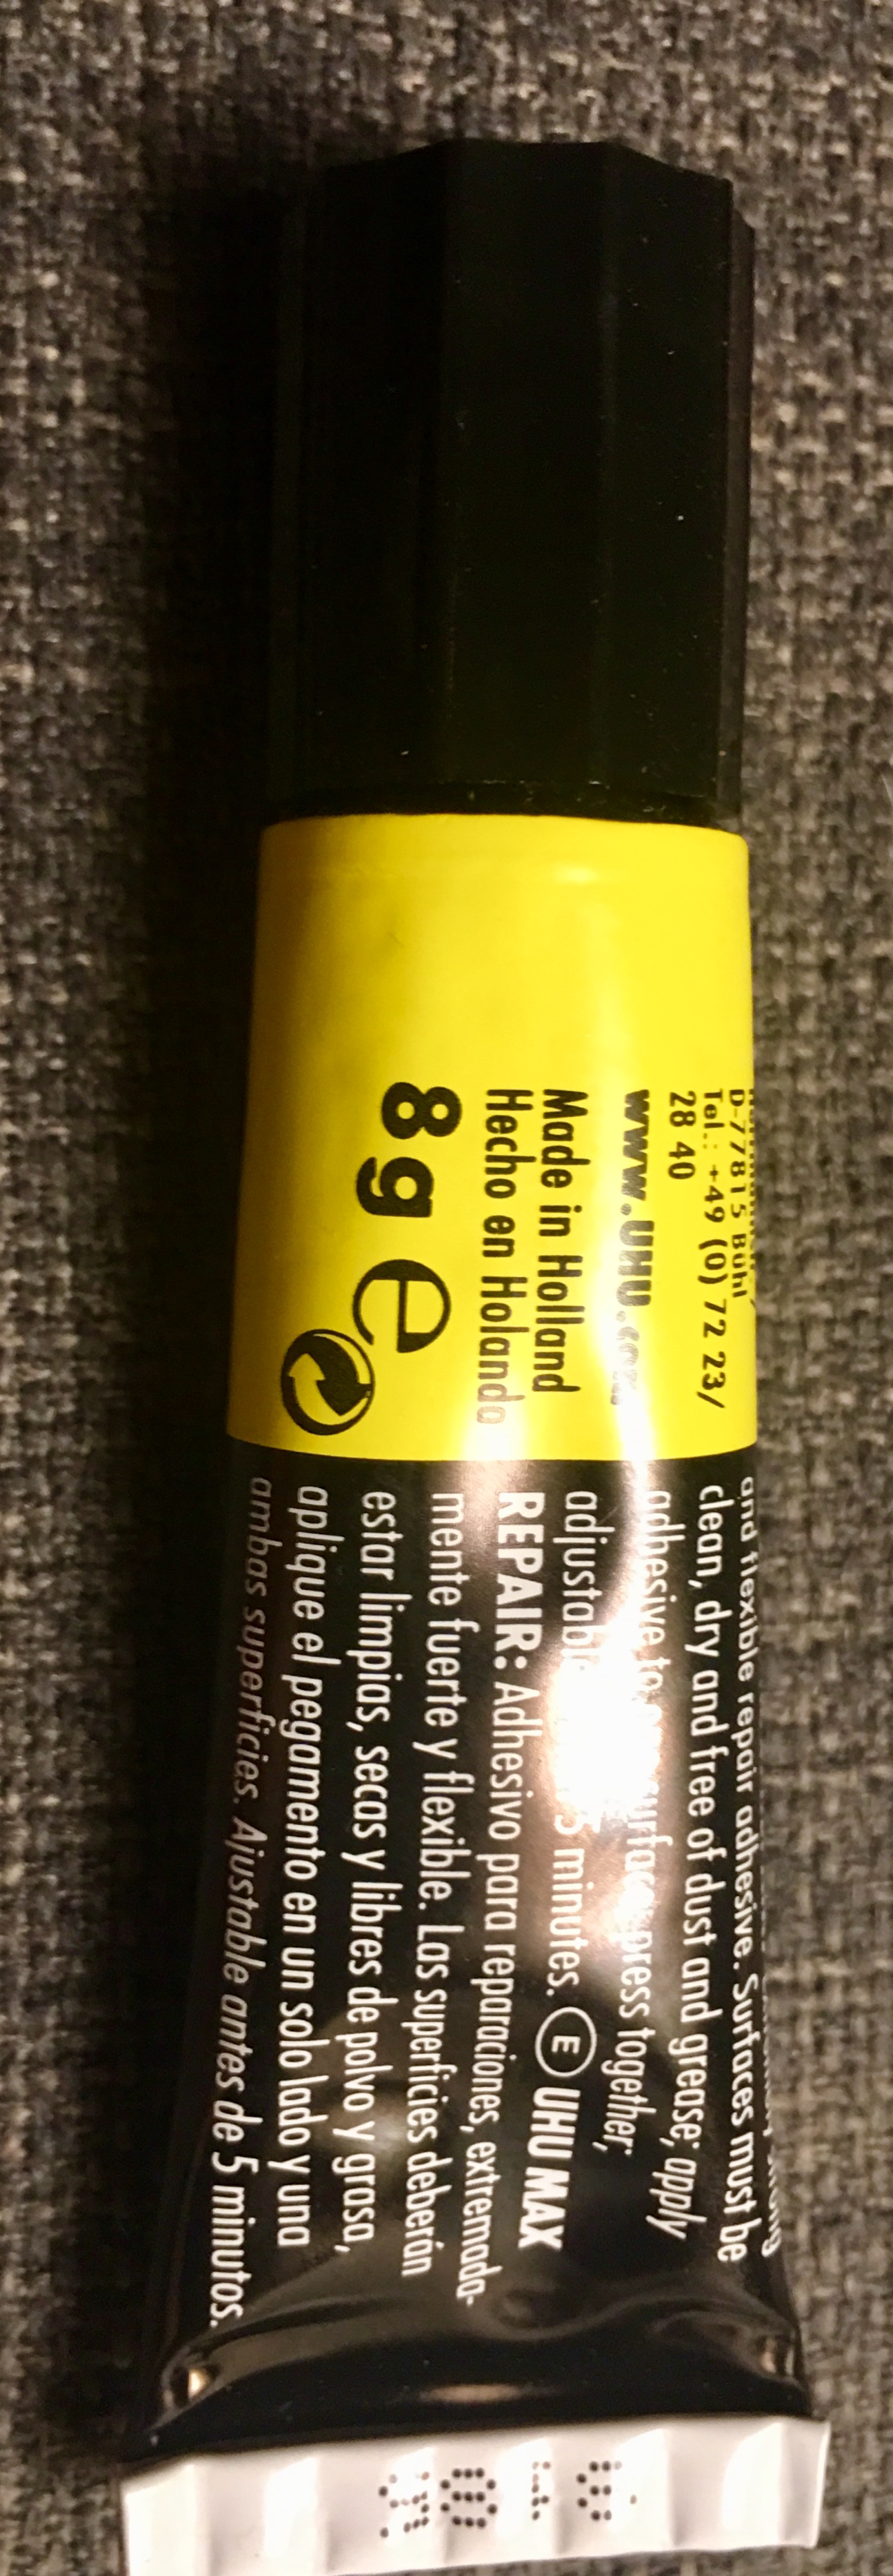 D-77815 Bühl
Tel.: +49 (0) 72 23/
28 40
www.UHU.com
Made in Holland
Hecho en Holanda
8g e
and flexible repair adhesive. Surfaces must be
clean, dry and free of dust and grease; apply
adhesive to surface, press together;
5 minutes. E UHU MAX
REPAIR: Adhesivo para reparaciones, extremada-
mente fuerte y flexible. Las superficies deberán
estar limpias, secas y libres de polvo y grasa,
aplique el pegamento en un solo lado y una
ambas superficies. Ajustable antes de 5 minutos.